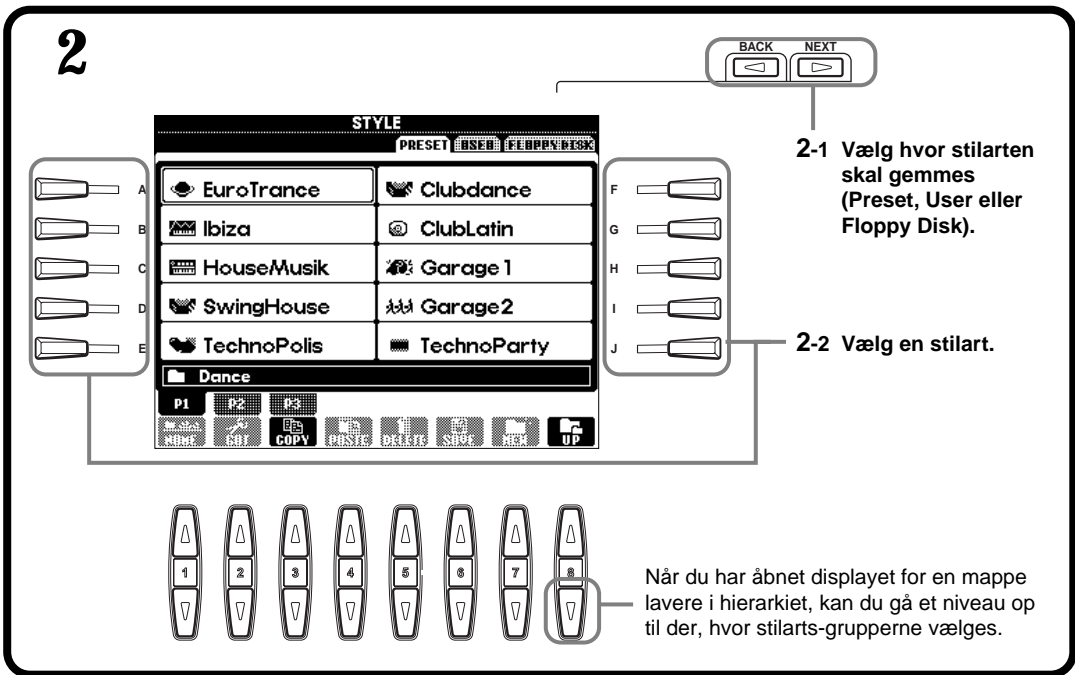 2
BACK NEXT
STYLE
PRESET USER FLOPPY DISK
2-1 Vælg hvor stilarten
skal gemmes
(Preset, User eller
Floppy Disk).
A EuroTrance Clubdance F
B Ibiza ClubLatin G
C HouseMusik Garage1 H
D SwingHouse Garage2 I
E TechnoPolis TechnoParty J
2-2 Vælg en stilart.
Dance
P1 P2 P3
NAME CUT COPY PASTE DELETE SAVE NEW UP
1 2 3 4 5 6 7 8
Når du har åbnet displayet for en mappe
lavere i hierarkiet, kan du gå et niveau op
til der, hvor stilarts-grupperne vælges.